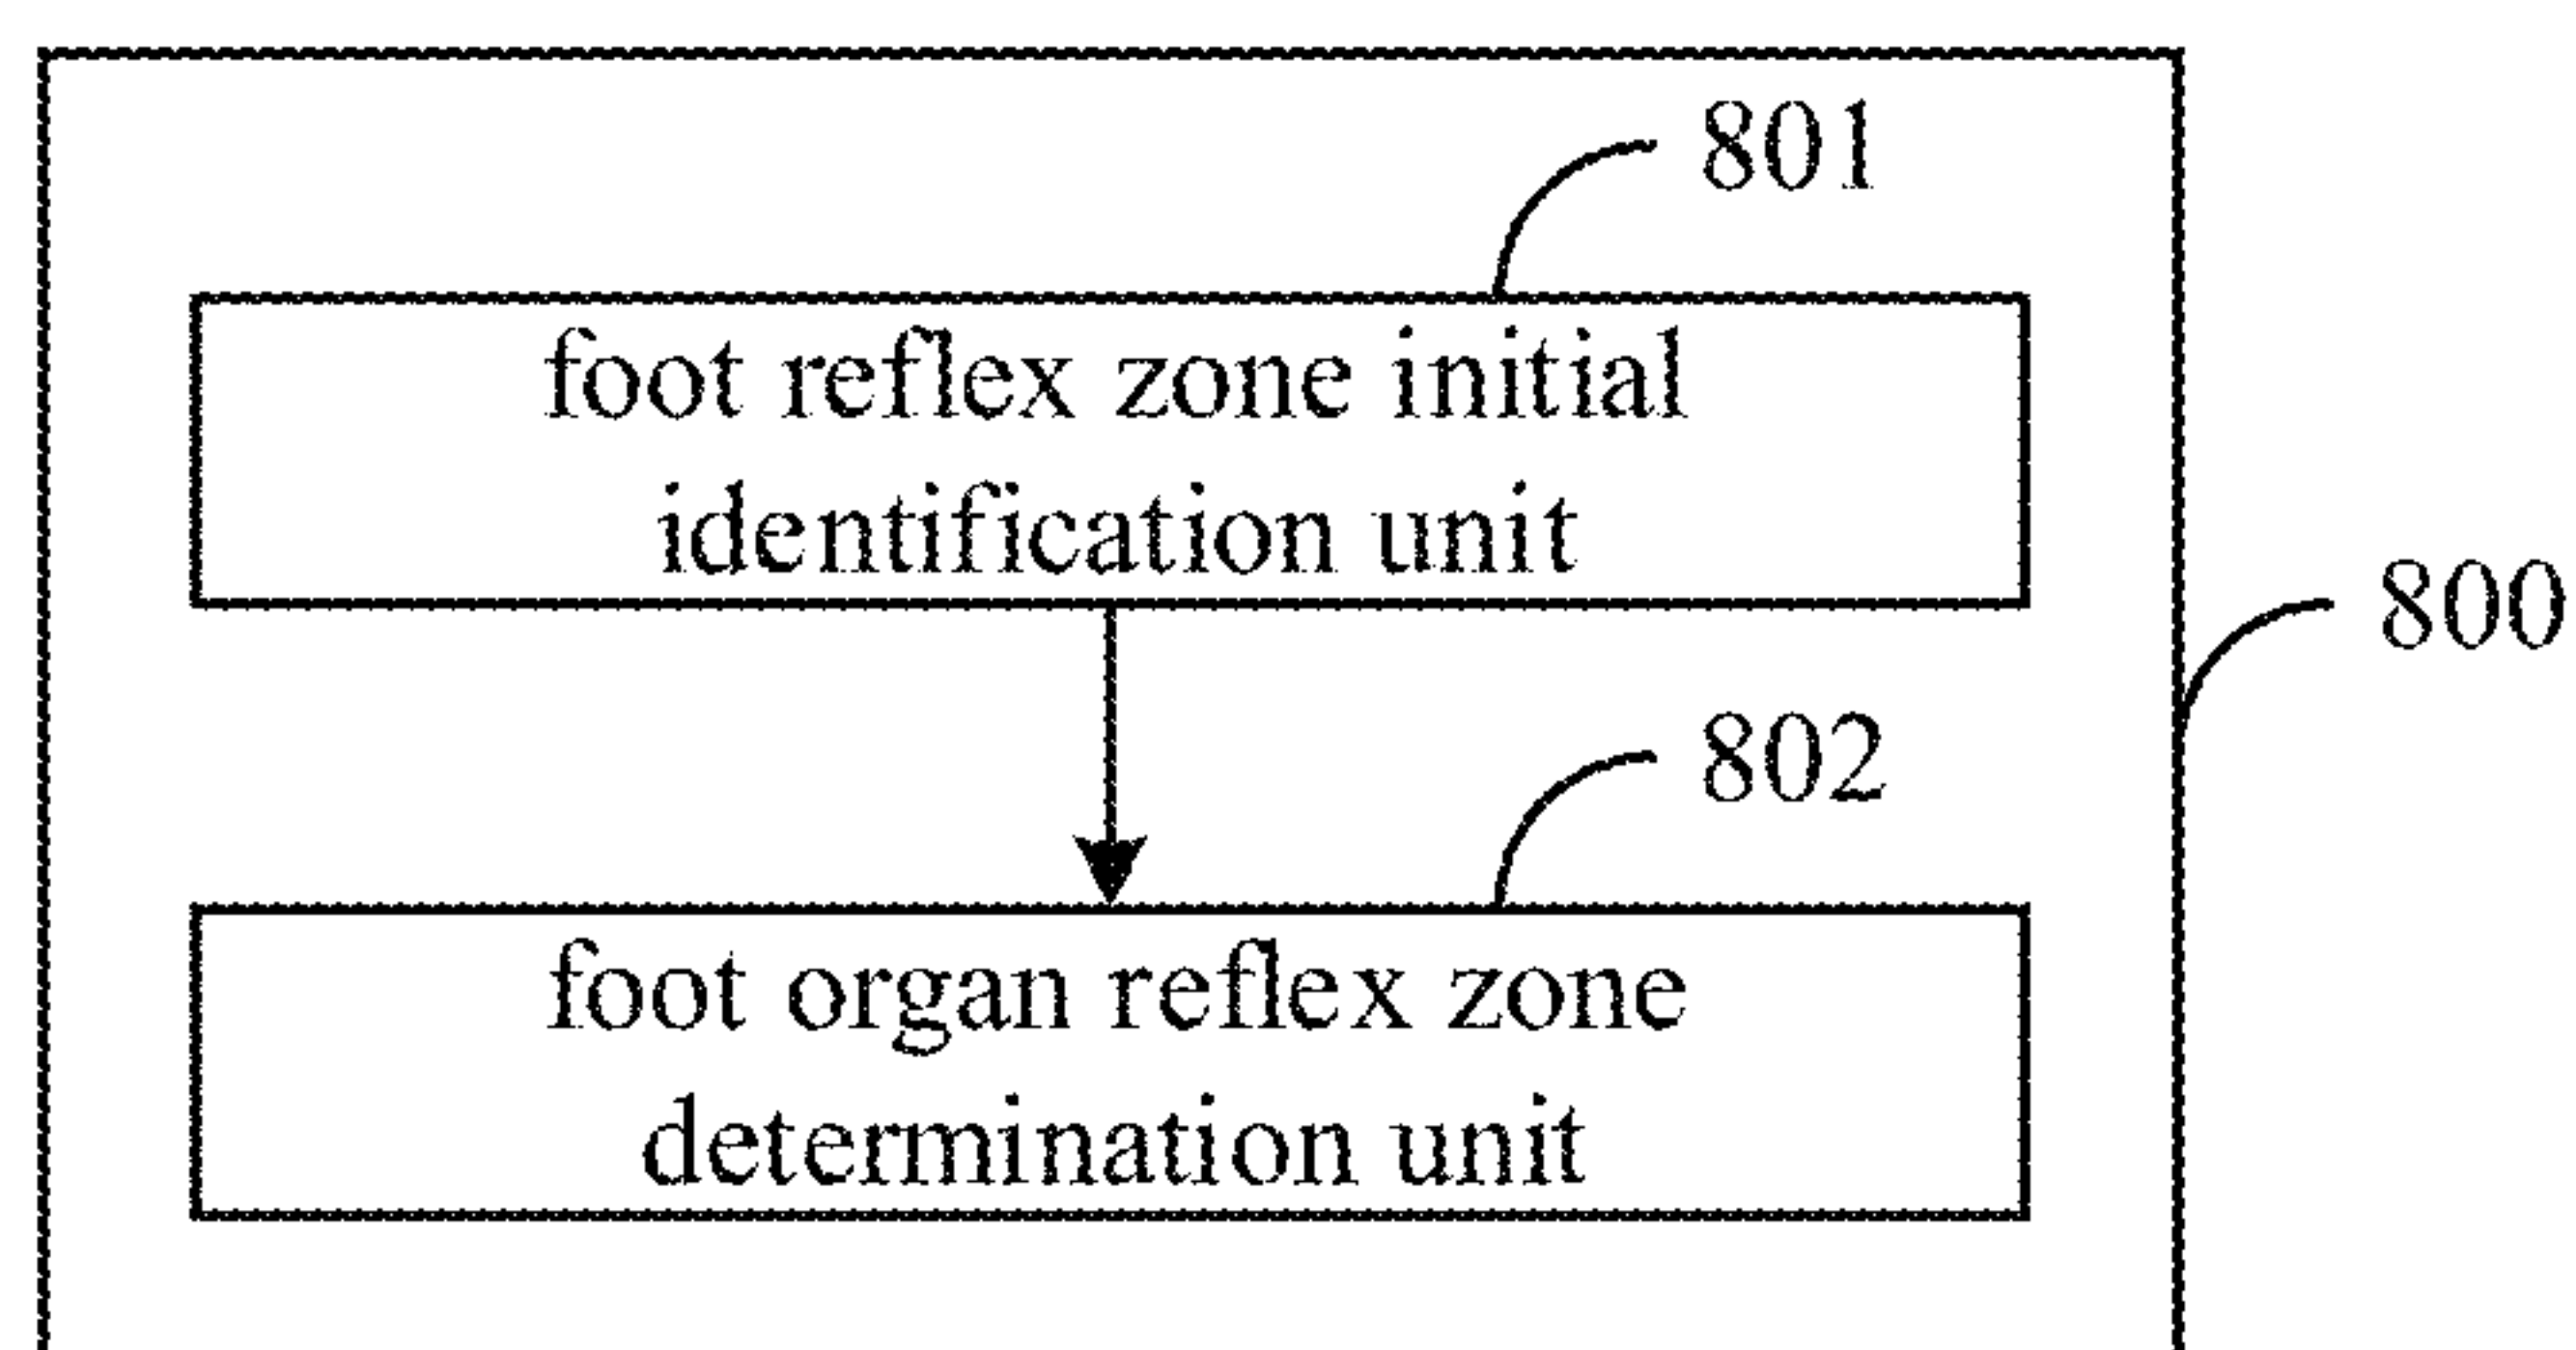 801
foot reflex zone initial
identification unit
800
802
foot organ reflex zone
determination unit